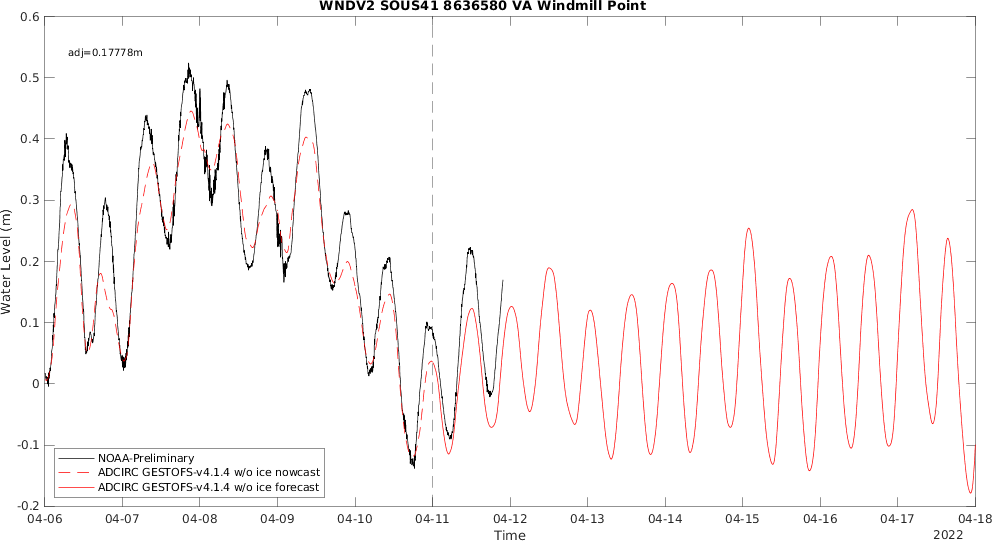 WNDV2 SOUS41 8636580 VA Windmill Point
adj=0.17778m
0.6
0.5
0.4
0.3
0.2
0.1
0
-0.1
-0.2
Water Level (m)
NOAA-Preliminary
ADCIRC GESTOFS-v4.1.4 w/o ice nowcast
ADCIRC GESTOFS-v4.1.4 w/o ice forecast
04-06 04-07 04-08 04-09 04-10 04-11 04-12 04-13 04-14 04-15 04-16 04-17 04-18
Time
2022